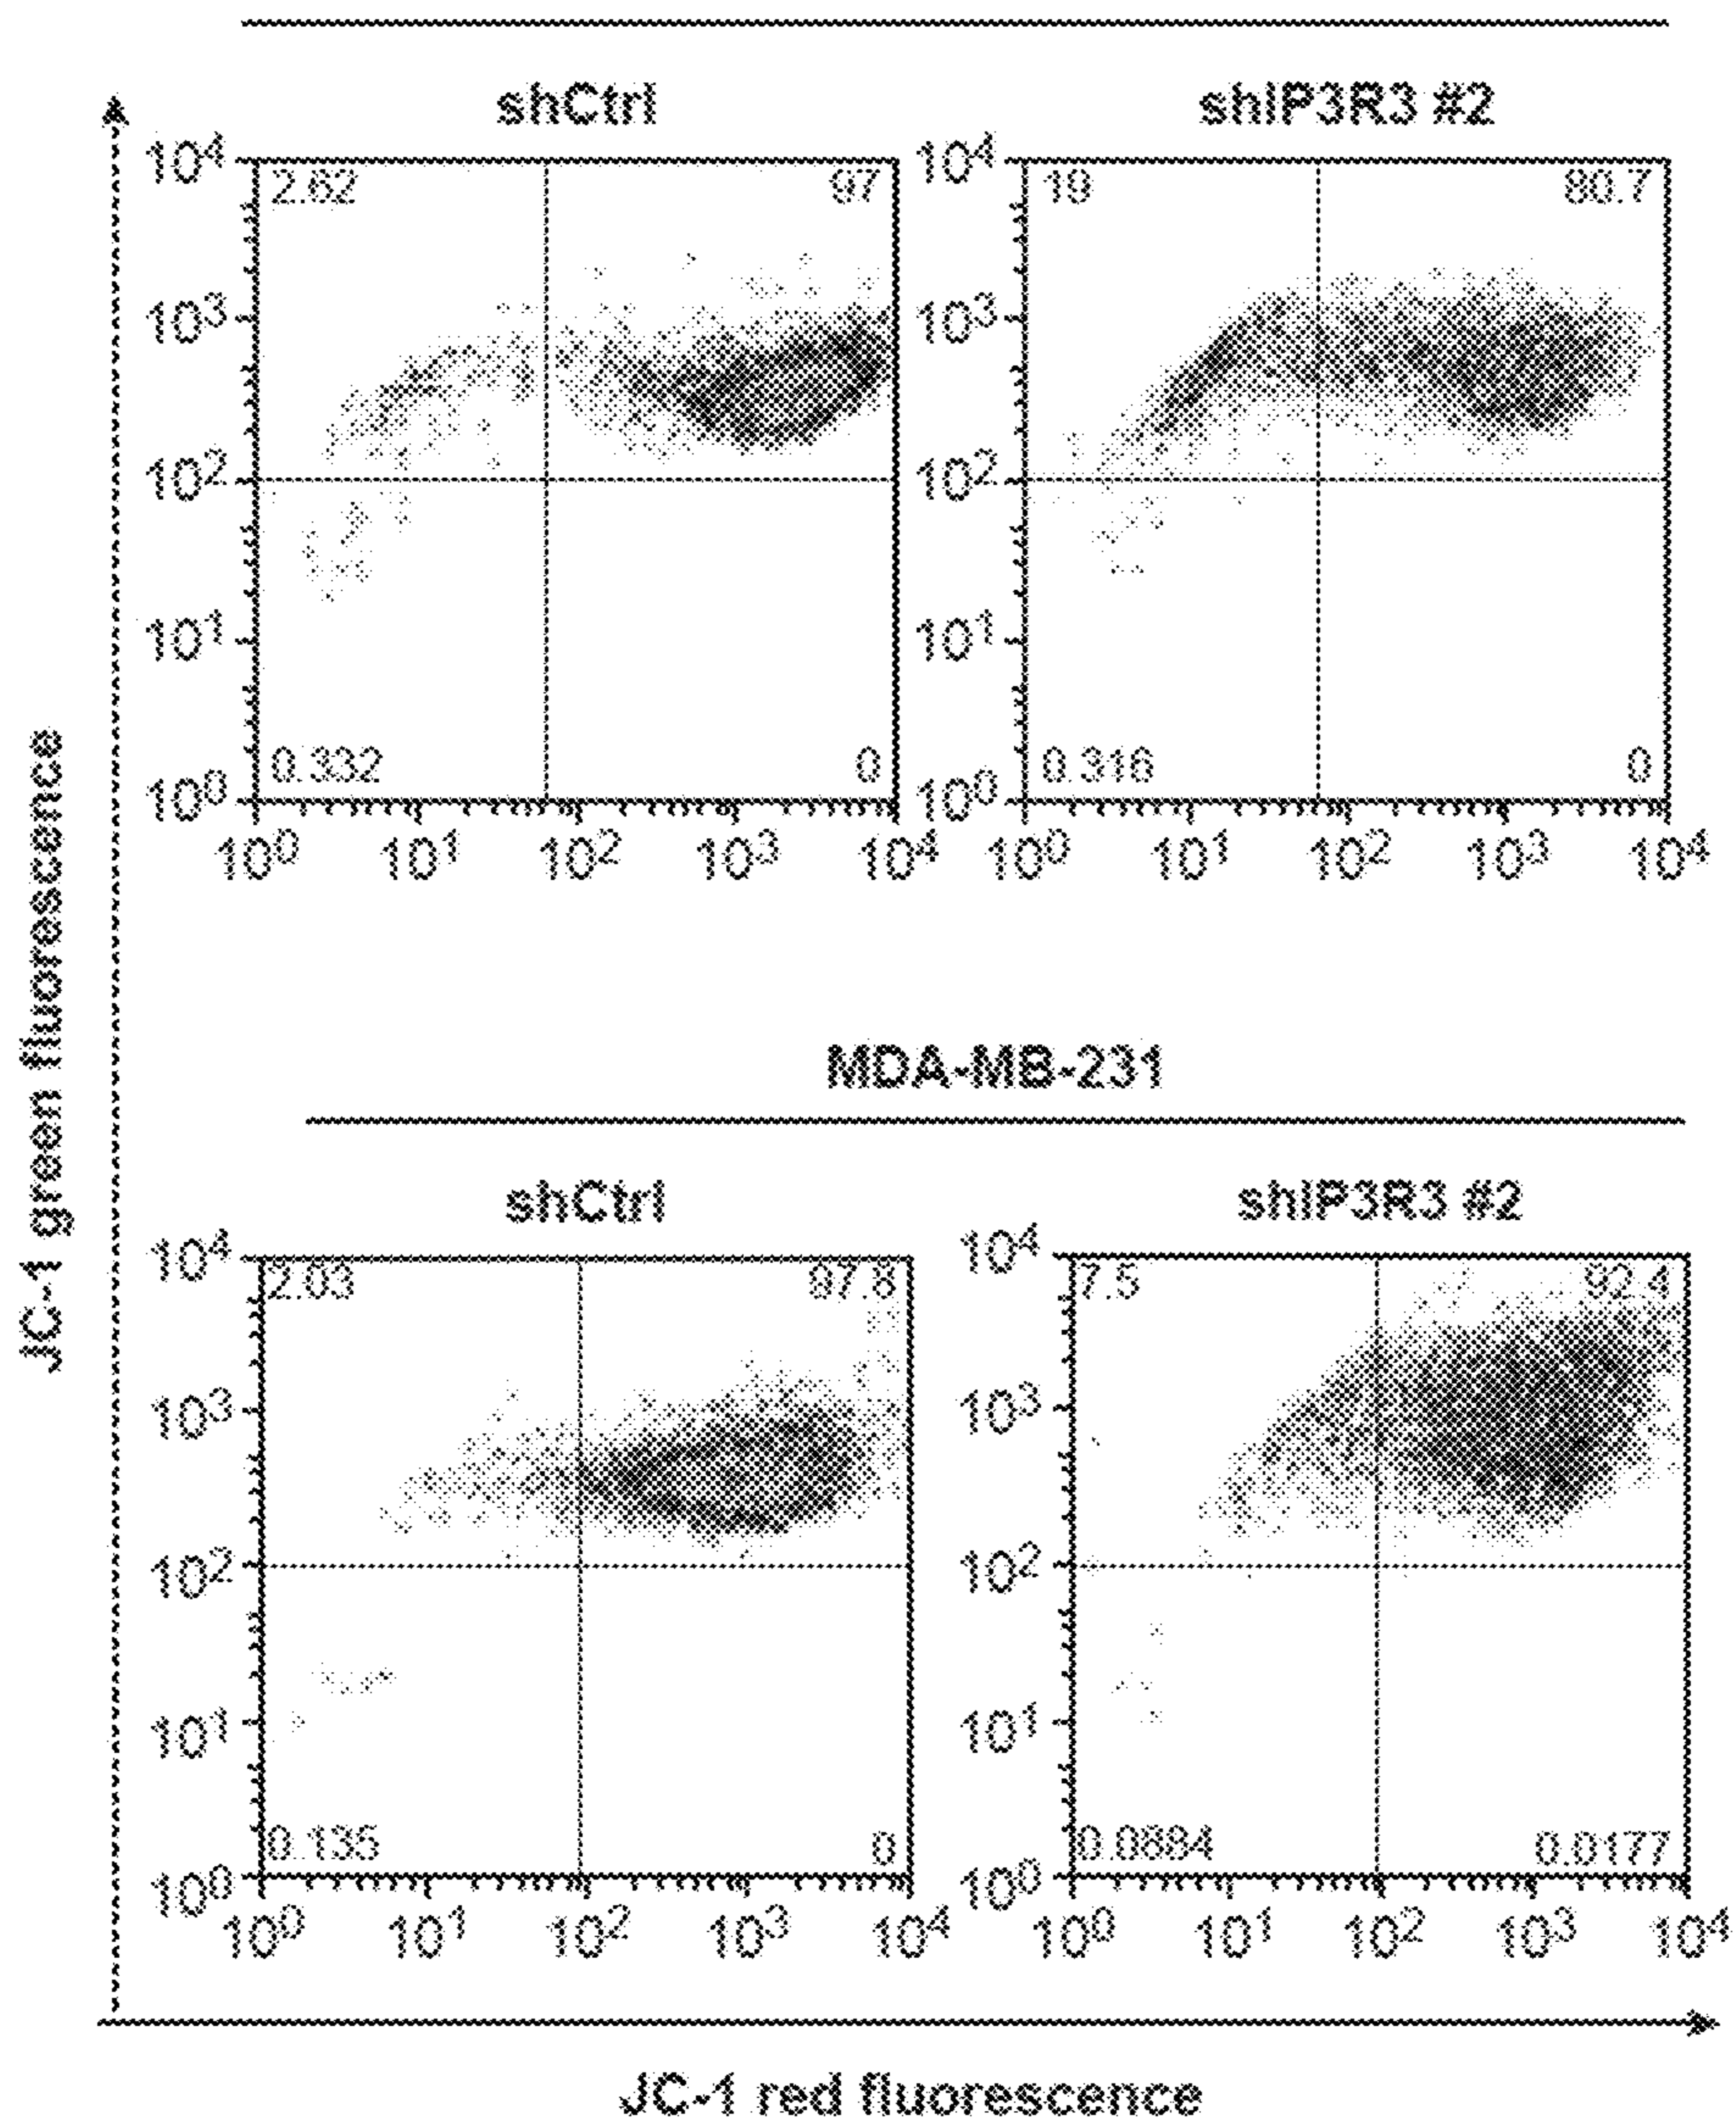 shCtrl shIP3R3 #2
10⁴ 2.62 97 10⁴ 19 80.7
10³ 10³
10² 10²
10¹ 10¹
0.332 0 0.316 0
10⁰ 10⁰
10⁰ 10¹ 10² 10³ 10⁴ 10⁰ 10¹ 10² 10³ 10⁴
JC-1 green fluorescence
MDA-MB-231
shCtrl shIP3R3 #2
10⁴ 2.03 97.8 10⁴ 7.5 92.4
10³ 10³
10² 10²
10¹ 10¹
0.135 0 0.0884 0.0177
10⁰ 10⁰
10⁰ 10¹ 10² 10³ 10⁴ 10⁰ 10¹ 10² 10³ 10⁴
JC-1 red fluorescence